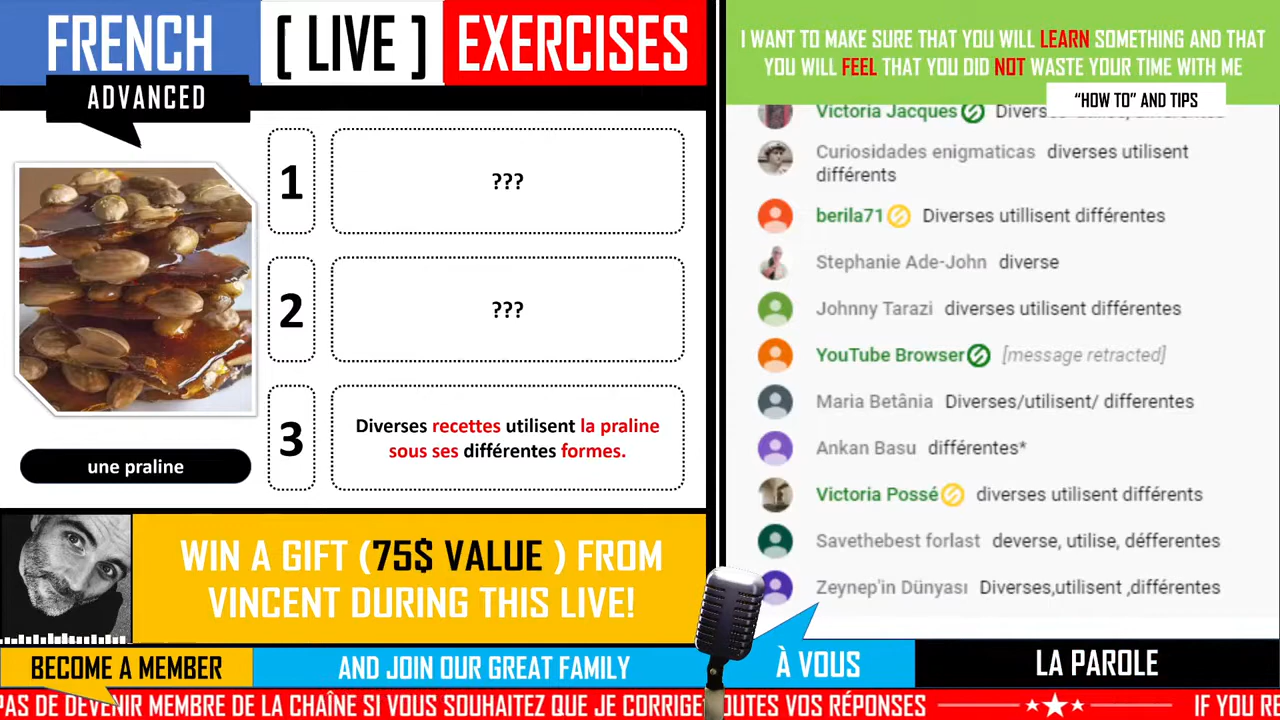 FRENCH [ LIVE ] EXERCISES
ADVANCED
1
???
2
???
3
Diverses recettes utilisent la praline
sous ses différentes formes.
une praline
WIN A GIFT (75$ VALUE ) FROM
VINCENT DURING THIS LIVE!
BECOME A MEMBER
AND JOIN OUR GREAT FAMILY
I WANT TO MAKE SURE THAT YOU WILL LEARN SOMETHING AND THAT
YOU WILL FEEL THAT YOU DID NOT WASTE YOUR TIME WITH ME
“HOW TO” AND TIPS
Victoria Jacques
Curiosidades enigmaticas diverses utilisent
différents
berila71 Diverses utillisent différentes
Stephanie Ade-John diverse
Johnny Tarazi diverses utilisent différentes
YouTube Browser [message retracted]
Maria Betânia Diverses/utilisent/ differentes
Ankan Basu différentes*
Victoria Possé diverses utilisent différents
Savethebest forlast deverse, utilise, défferentes
Zeynep'in Dünyası Diverses,utilisent ,différentes
À VOUS
LA PAROLE
PAS DE DEVENIR MEMBRE DE LA CHAÎNE SI VOUS SOUHAITEZ QUE JE CORRIGE OUTES VOS RÉPONSES IF YOU RE